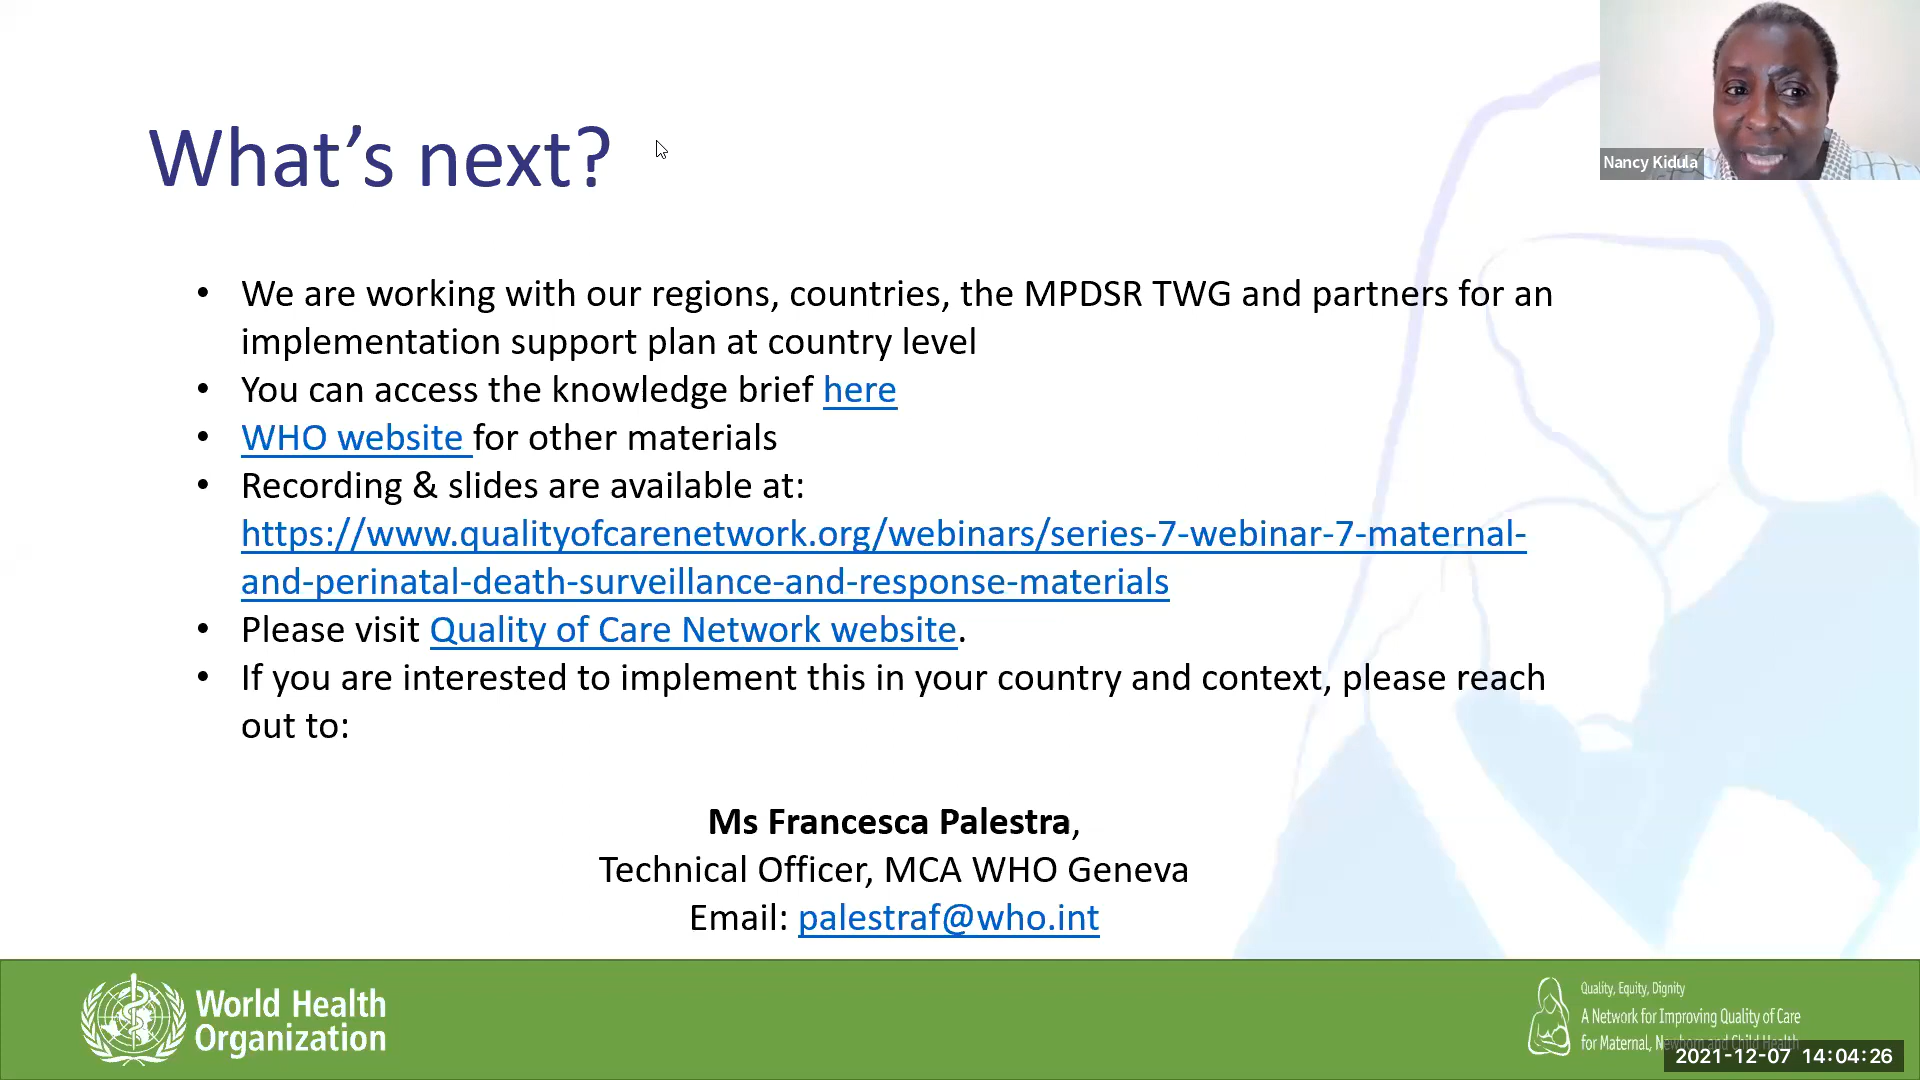 Nancy Kidula
What's next?
• We are working with our regions, countries, the MPDSR TWG and partners for an
implementation support plan at country level
• You can access the knowledge brief here
• WHO website for other materials
• Recording & slides are available at:
https://www.qualityofcarenetwork.org/webinars/series-7-webinar-7-maternal-
and-perinatal-death-surveillance-and-response-materials
• Please visit Quality of Care Network website.
• If you are interested to implement this in your country and context, please reach
out to:
Ms Francesca Palestra,
Technical Officer, MCA WHO Geneva
Email: palestraf@who.int
World Health
Organization
Quality, Equity, Dignity
A Network for Improving Quality of Care
for Maternal, Newborn and Child Health
2021-12-07 14:04:26